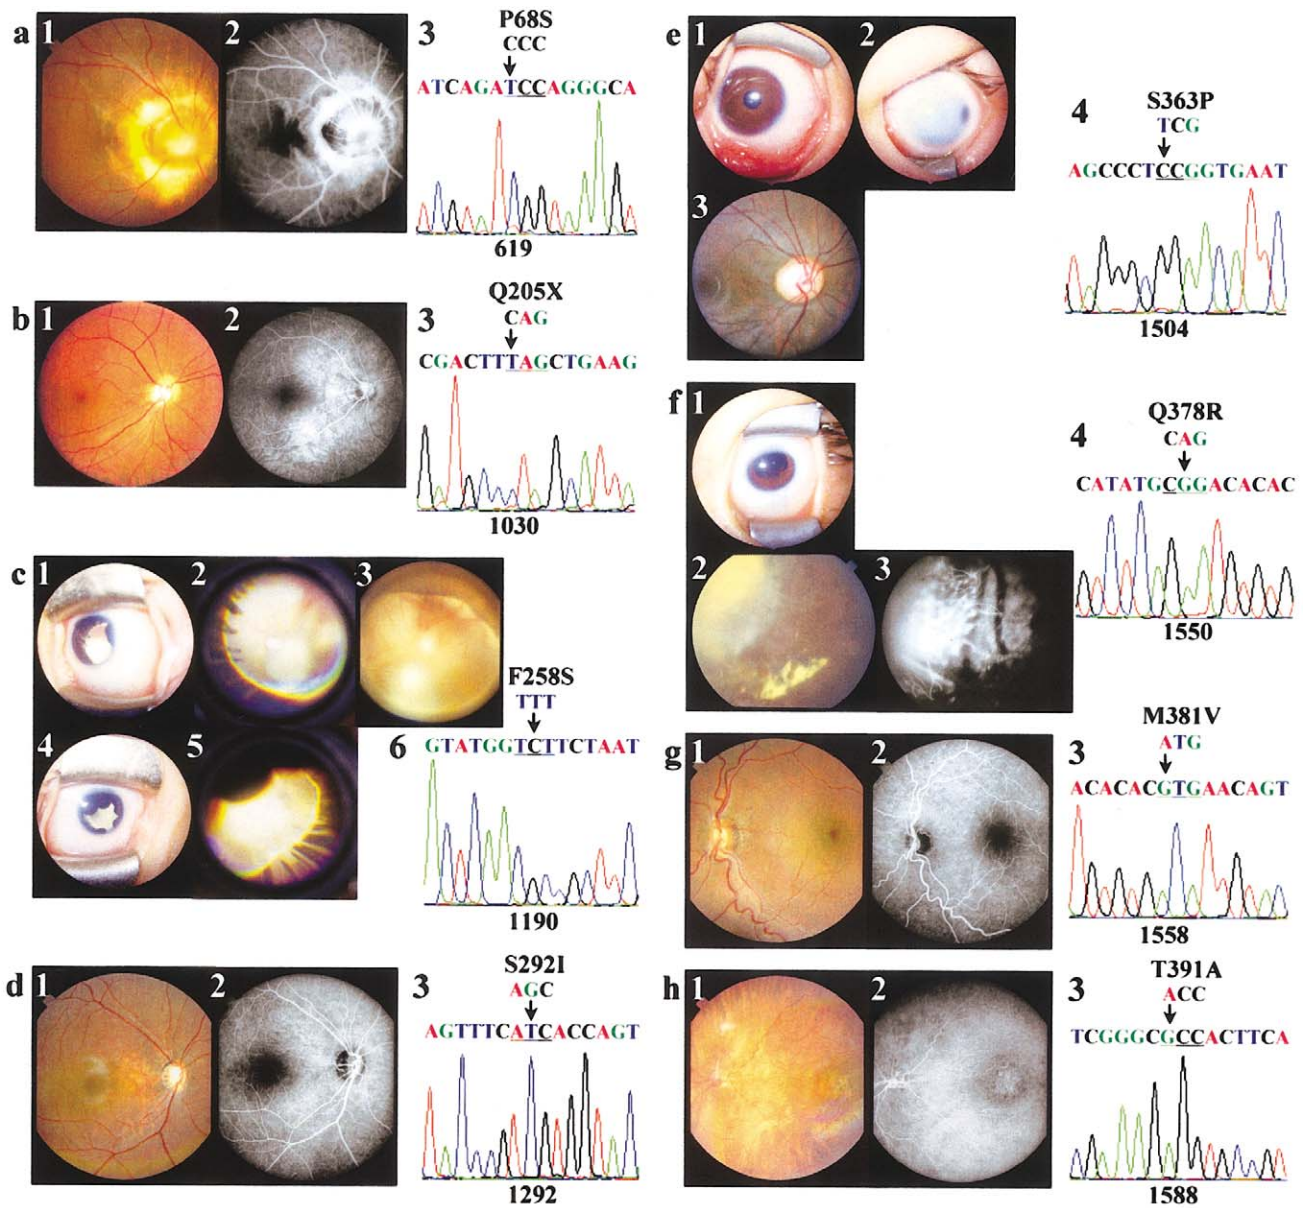 a 1 2 3 P68S
CCC
ATCAGATCCAGGGCA
619
b 1 2 3 Q205X
CAG
CGACTTTAGCTGAAG
1030
c 1 2 3
F258S
TTT
4 5 6 GTATGGTCTTCTAAT
1190
d 1 2 3 S292I
AGC
AGTTTCATCACCAGT
1292
e 1 2
3
4 S363P
TCG
AGCCCTCCGGTGAAT
1504
f 1
2 3
4 Q378R
CAG
CATATGCGGACACAC
1550
g 1 2 3 M381V
ATG
ACACACGTGAACAGT
1558
h 1 2 3 T391A
ACC
TCGGGCGCCACTTCA
1588